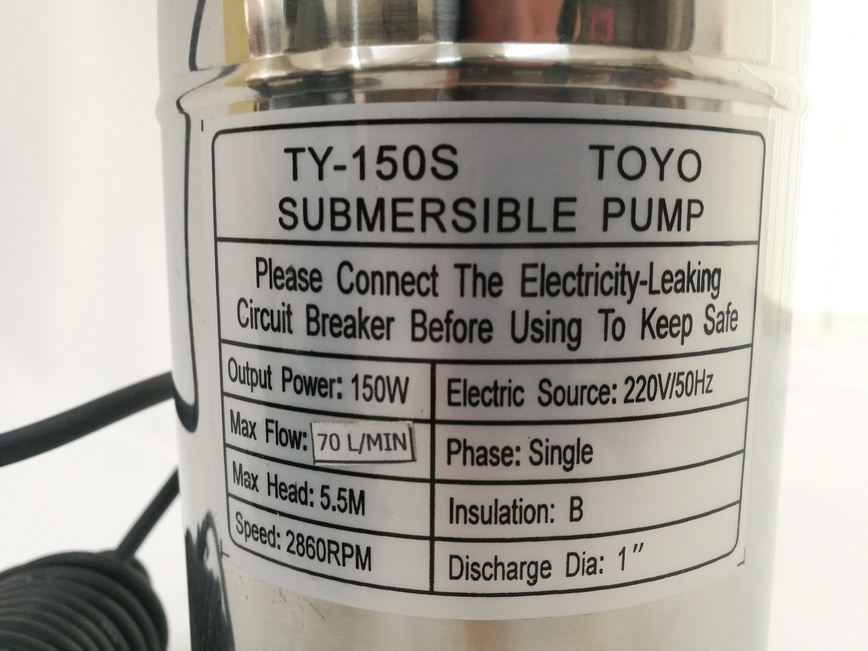 TY-150S TOYO
SUBMERSIBLE PUMP
Please Connect The Electricity-Leaking
Circuit Breaker Before Using To Keep Safe
Output Power: 150W
Electric Source: 220V/50Hz
Max Flow: 70 L/MIN
Phase: Single
Max Head: 5.5M
Insulation: B
Speed: 2860RPM
Discharge Dia: 1″